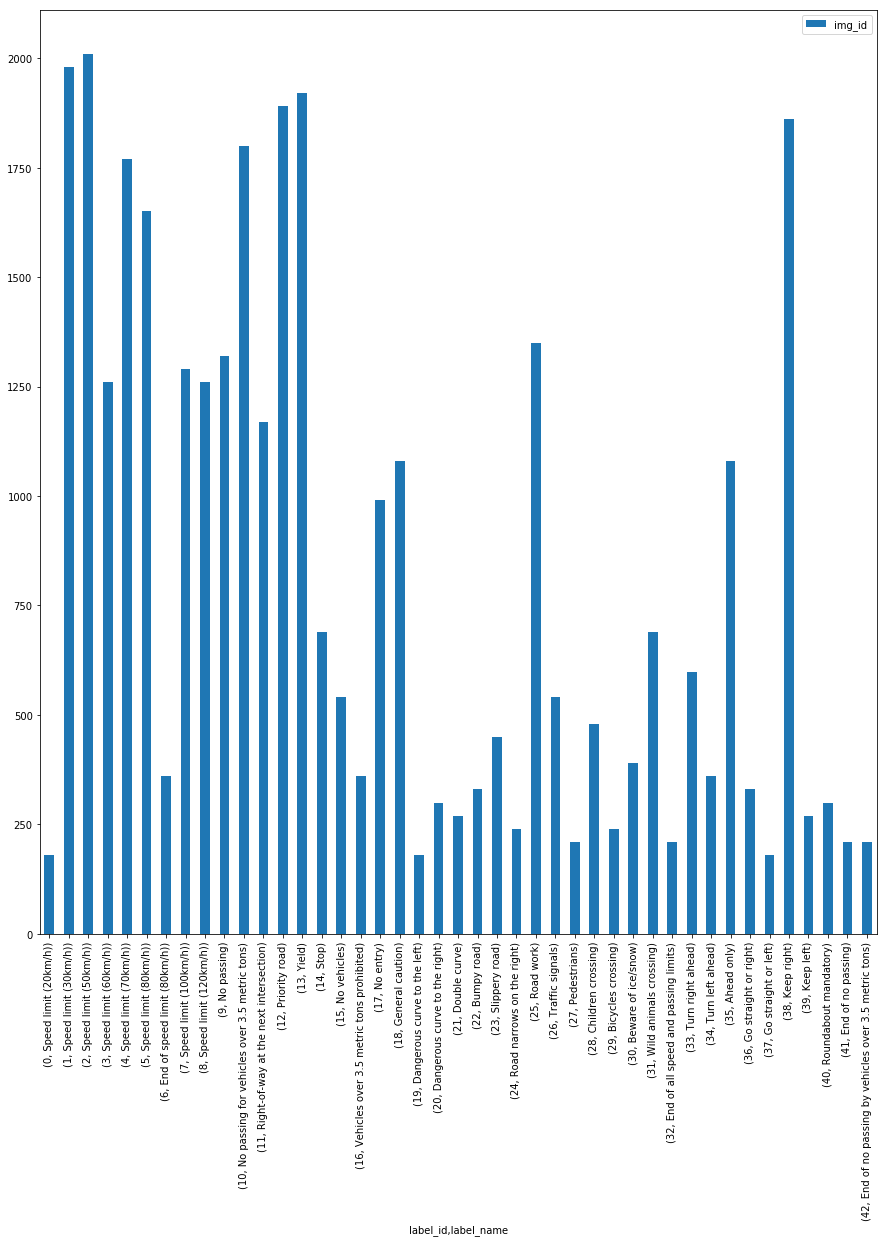 img_id
2000
1750
1500
1250
1000
750
500
250
0
(0, Speed limit (20km/h))
(1, Speed limit (30km/h))
(2, Speed limit (50km/h))
(3, Speed limit (60km/h))
(4, Speed limit (70km/h))
(5, Speed limit (80km/h))
(6, End of speed limit (80km/h))
(7, Speed limit (100km/h))
(8, Speed limit (120km/h))
(9, No passing)
(10, No passing for vehicles over 3.5 metric tons)
(11, Right-of-way at the next intersection)
(12, Priority road)
(13, Yield)
(14, Stop)
(15, No vehicles)
(16, Vehicles over 3.5 metric tons prohibited)
(17, No entry)
(18, General caution)
(19, Dangerous curve to the left)
(20, Dangerous curve to the right)
(21, Double curve)
(22, Bumpy road)
(23, Slippery road)
(24, Road narrows on the right)
(25, Road work)
(26, Traffic signals)
(27, Pedestrians)
(28, Children crossing)
(29, Bicycles crossing)
(30, Beware of ice/snow)
(31, Wild animals crossing)
(32, End of all speed and passing limits)
(33, Turn right ahead)
(34, Turn left ahead)
(35, Ahead only)
(36, Go straight or right)
(37, Go straight or left)
(38, Keep right)
(39, Keep left)
(40, Roundabout mandatory)
(41, End of no passing)
(42, End of no passing by vehicles over 3.5 metric tons)
label_id,label_name